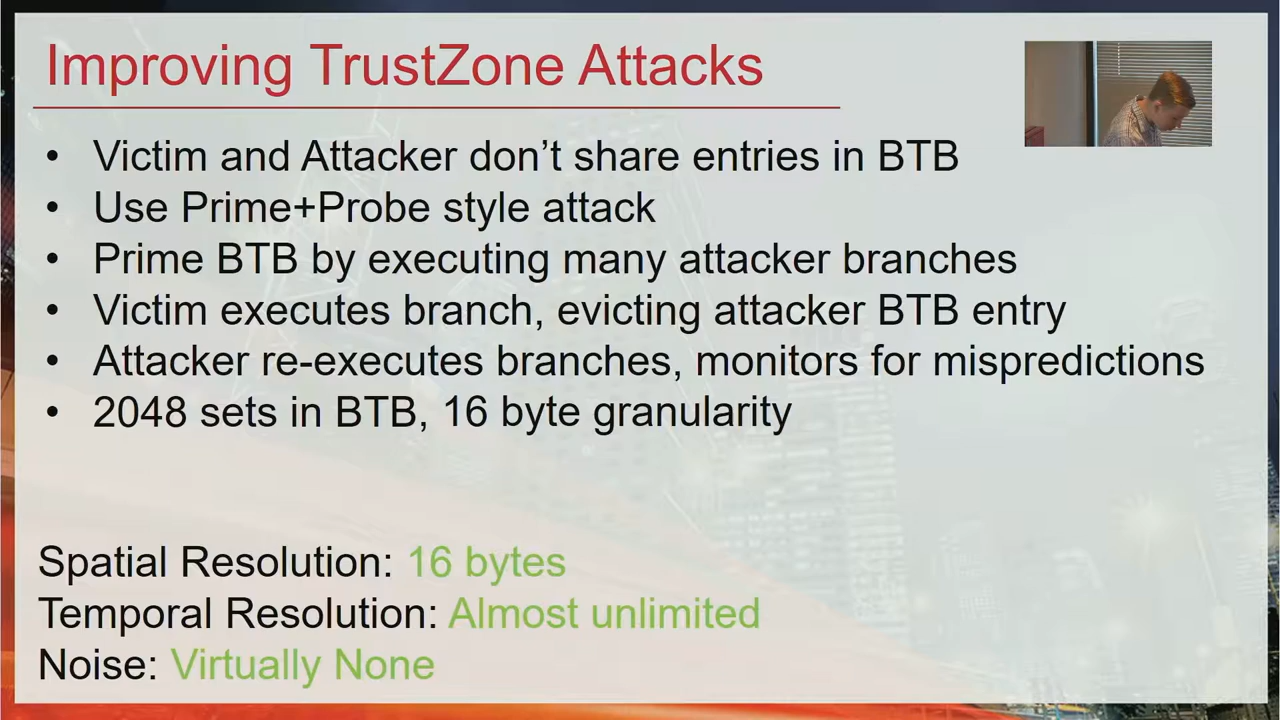 Improving TrustZone Attacks
• Victim and Attacker don’t share entries in BTB
• Use Prime+Probe style attack
• Prime BTB by executing many attacker branches
• Victim executes branch, evicting attacker BTB entry
• Attacker re-executes branches, monitors for mispredictions
• 2048 sets in BTB, 16 byte granularity
Spatial Resolution: 16 bytes
Temporal Resolution: Almost unlimited
Noise: Virtually None